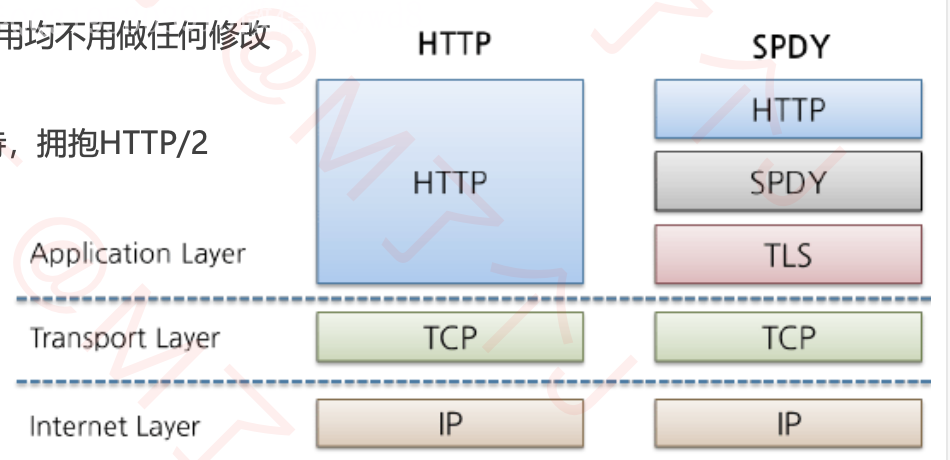 用均不用做任何修改
HTTP
SPDY
HTTP
，拥抱HTTP/2
HTTP
SPDY
Application Layer
TLS
Transport Layer
TCP
TCP
Internet Layer
IP
IP